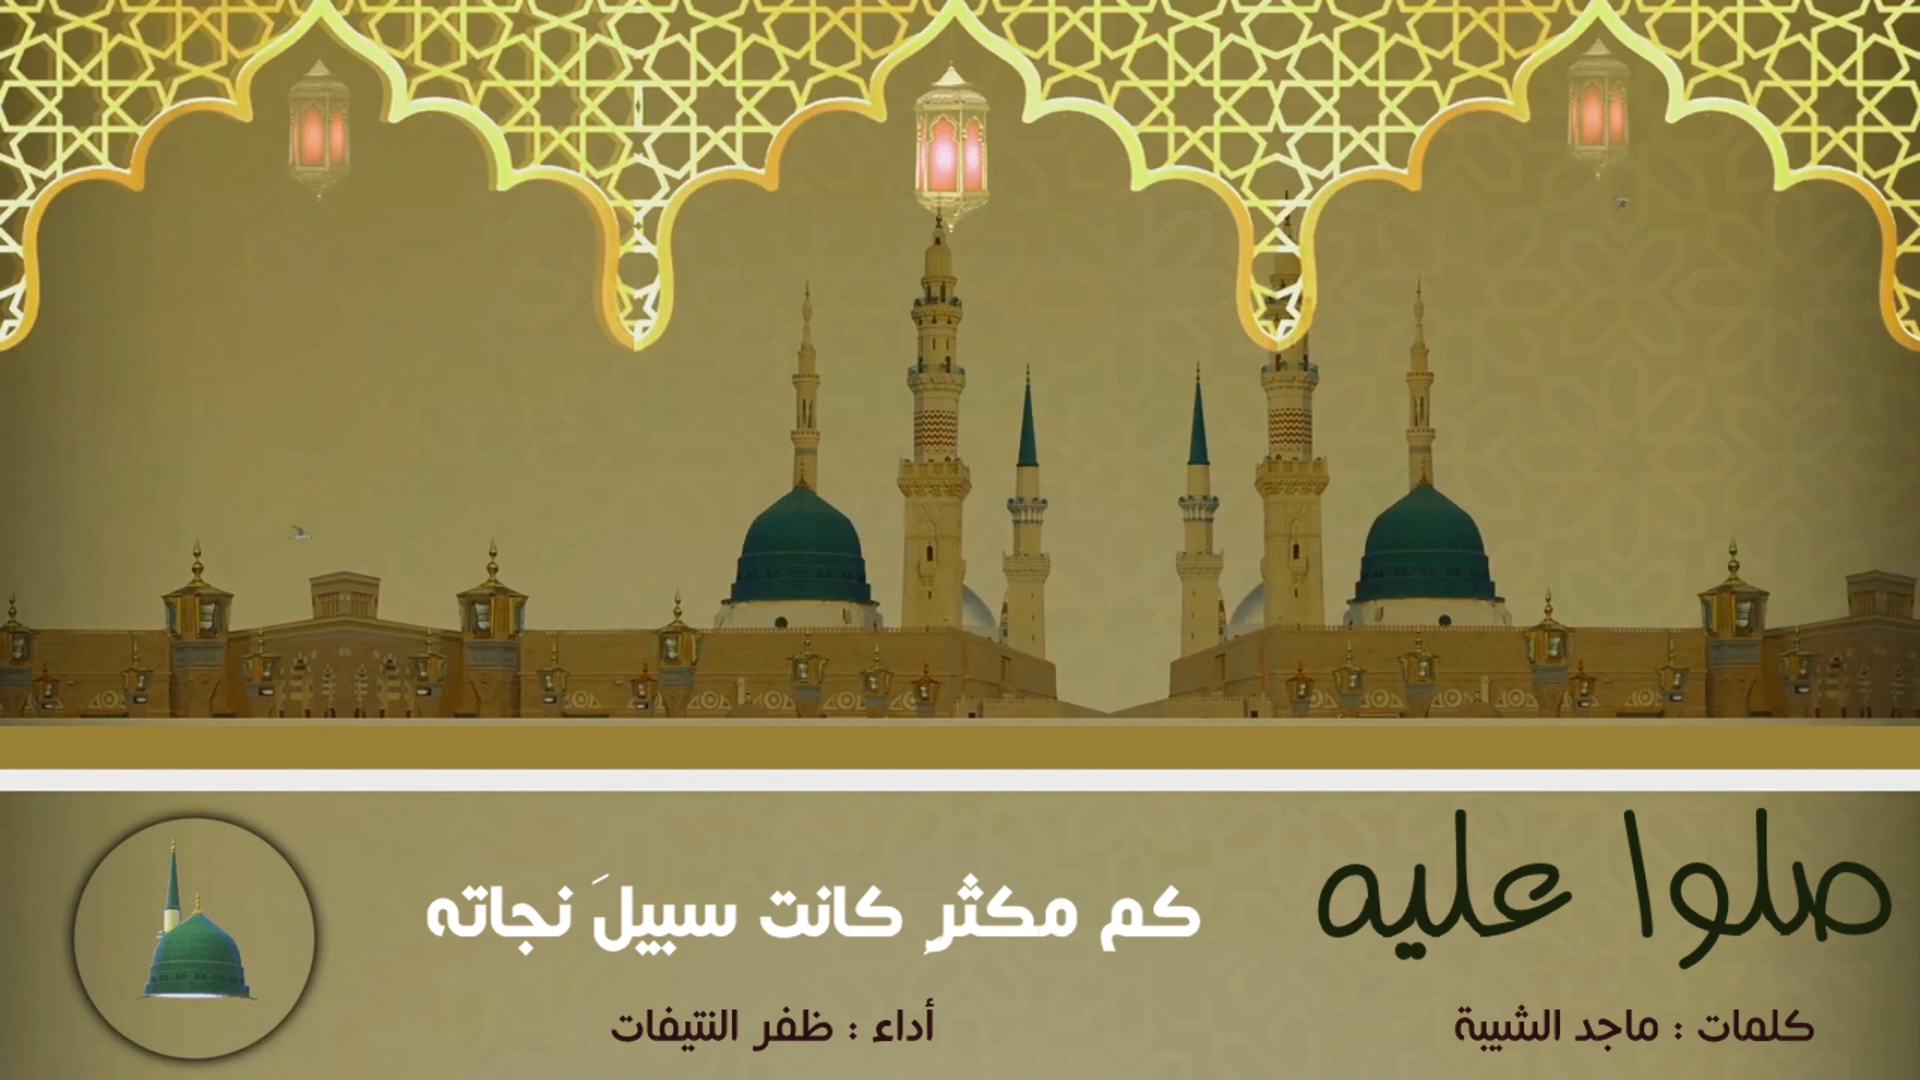 صلوا عليه
كم مكثرٍ كانت سبيلَ نجاته
كلمات : ماجد الشيبة
أداء : ظفر النتيفات